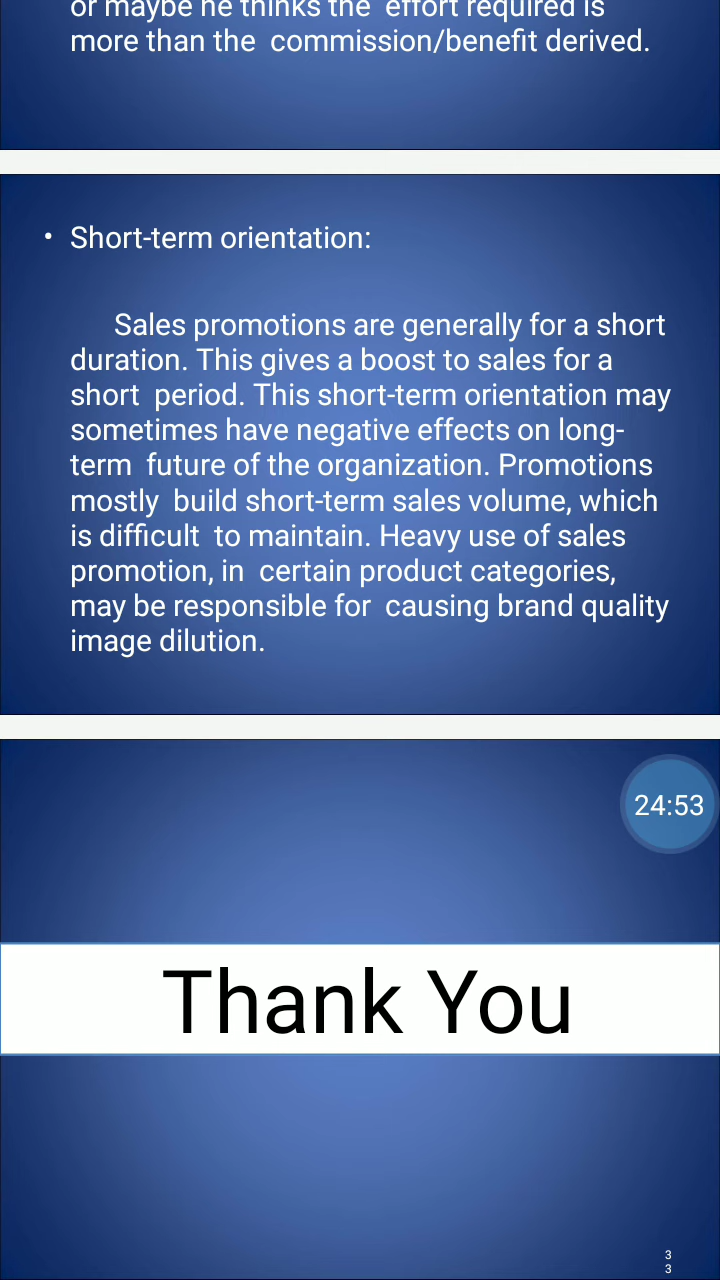 or maybe he thinks the effort required is
more than the commission/benefit derived.
• Short-term orientation:
Sales promotions are generally for a short
duration. This gives a boost to sales for a
short period. This short-term orientation may
sometimes have negative effects on long-
term future of the organization. Promotions
mostly build short-term sales volume, which
is difficult to maintain. Heavy use of sales
promotion, in certain product categories,
may be responsible for causing brand quality
image dilution.
24:53
Thank You
3
3